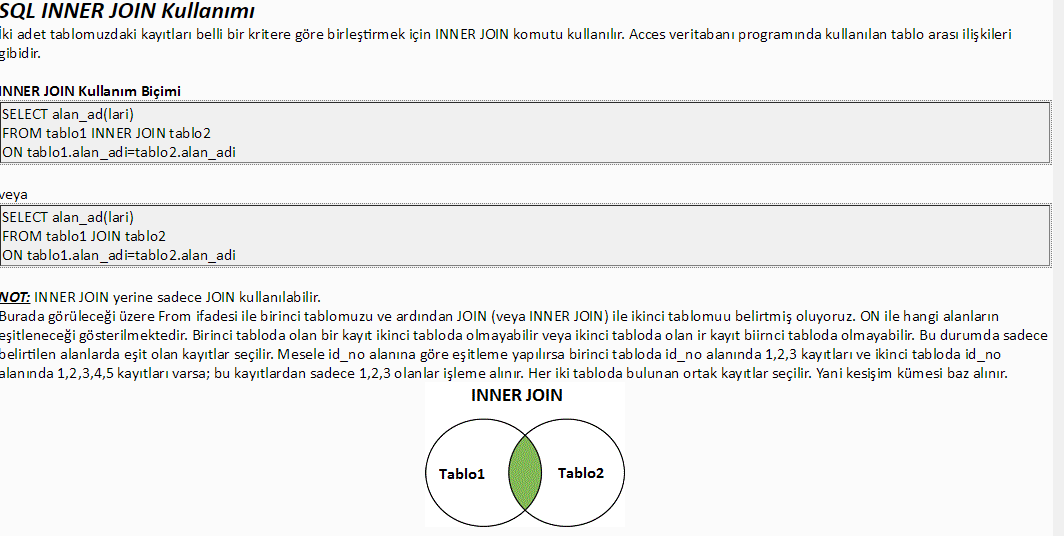 SQL INNER JOIN Kullanımı
İki adet tablomuzdaki kayıtları belli bir kritere göre birleştirmek için INNER JOIN komutu kullanılır. Acces veritabanı programında kullanılan tablo arası ilişkileri
gibidir.
INNER JOIN Kullanım Biçimi
SELECT alan_ad(lari)
FROM tablo1 INNER JOIN tablo2
ON tablo1.alan_adi=tablo2.alan_adi
veya
SELECT alan_ad(lari)
FROM tablo1 JOIN tablo2
ON tablo1.alan_adi=tablo2.alan_adi
NOT: INNER JOIN yerine sadece JOIN kullanılabilir.
Burada görüleceği üzere From ifadesi ile birinci tablomuzu ve ardından JOIN (veya INNER JOIN) ile ikinci tablomuu belirtmiş oluyoruz. ON ile hangi alanların
eşitleneceği gösterilmektedir. Birinci tabloda olan bir kayıt ikinci tabloda olmayabilir veya ikinci tabloda olan ir kayıt biirnci tabloda olmayabilir. Bu durumda sadece
belirtilen alanlarda eşit olan kayıtlar seçilir. Mesele id_no alanına göre eşitleme yapılırsa birinci tabloda id_no alanında 1,2,3 kayıtları ve ikinci tabloda id_no
alanında 1,2,3,4,5 kayıtları varsa; bu kayıtlardan sadece 1,2,3 olanlar işleme alınır. Her iki tabloda bulunan ortak kayıtlar seçilir. Yani kesişim kümesi baz alınır.
INNER JOIN
Tablo1
Tablo2